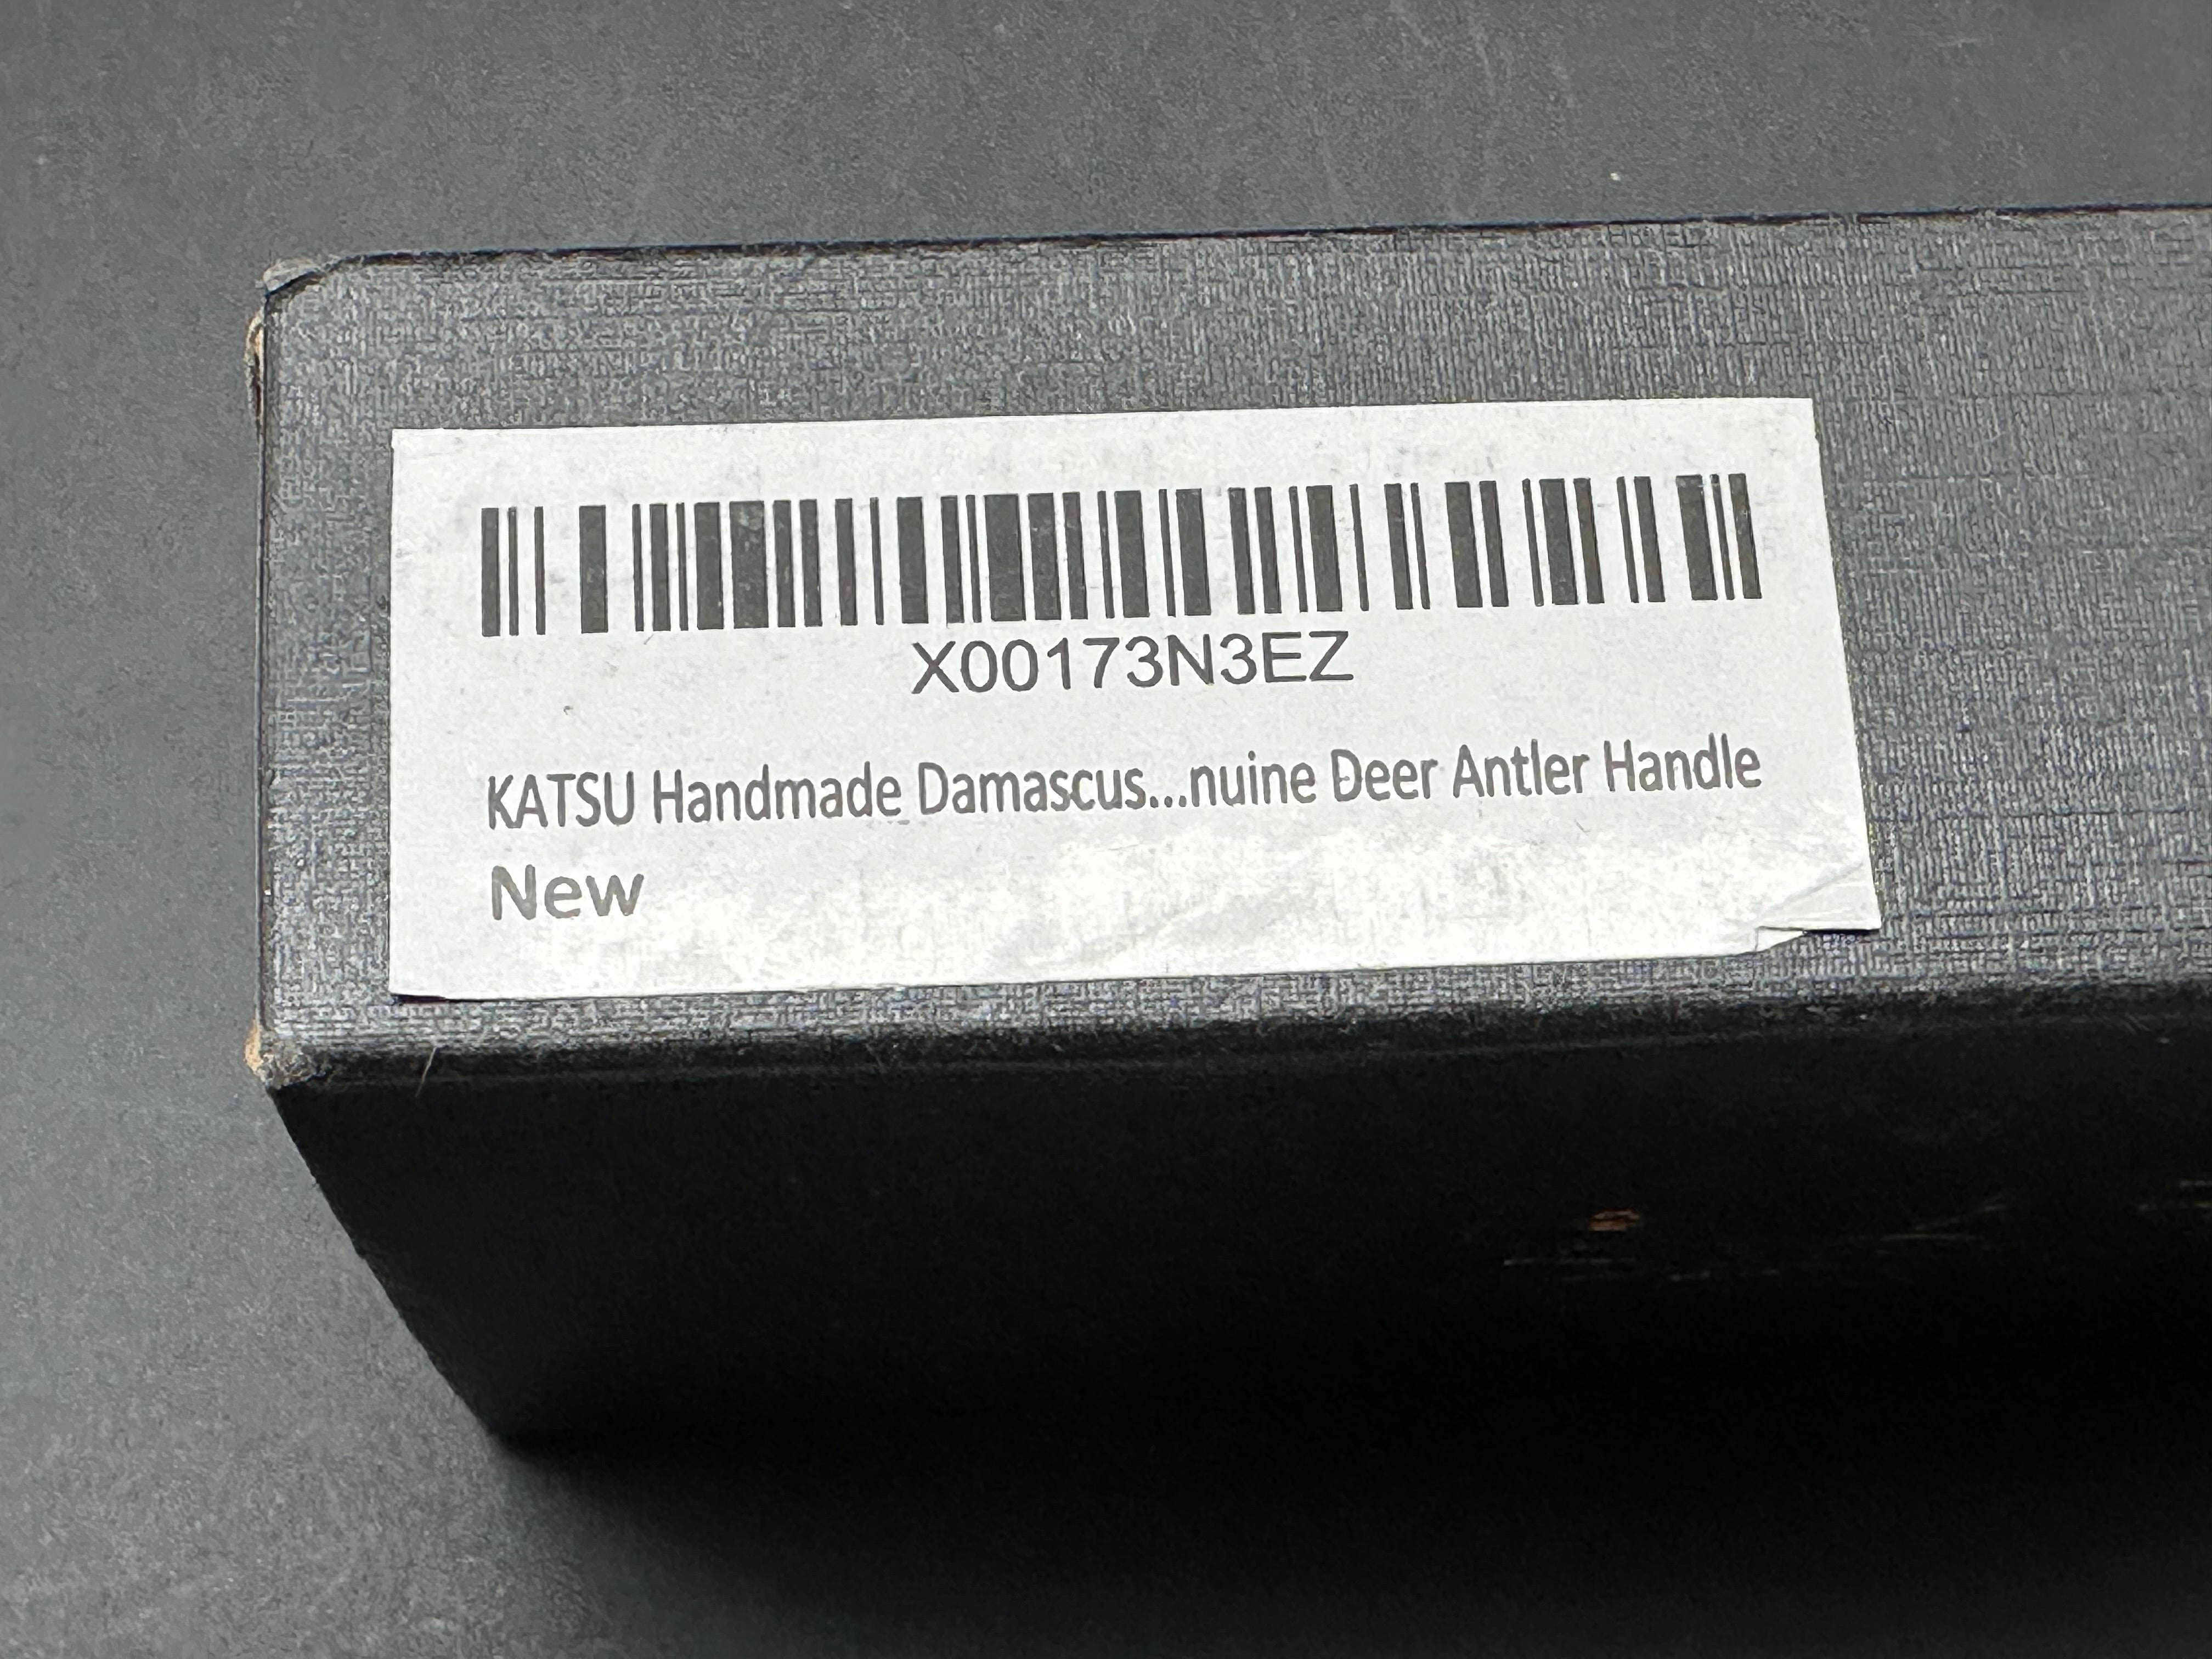 X00173N3EZ
KATSU Handmade Damascus...nuine Deer Antler Handle
New